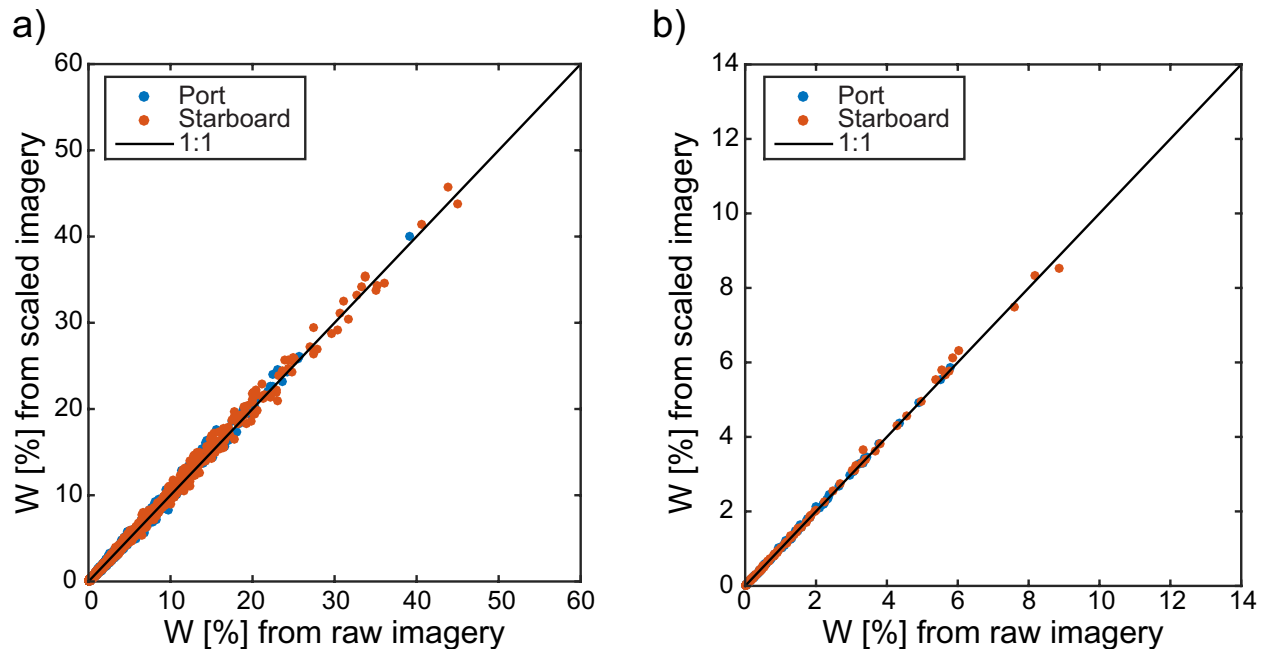 a)
60
50
40
30
20
10
0
W [%] from scaled imagery
Port
Starboard
1:1
0 10 20 30 40 50 60
W [%] from raw imagery
b)
14
12
10
8
6
4
2
0
W [%] from scaled imagery
Port
Starboard
1:1
0 2 4 6 8 10 12 14
W [%] from raw imagery